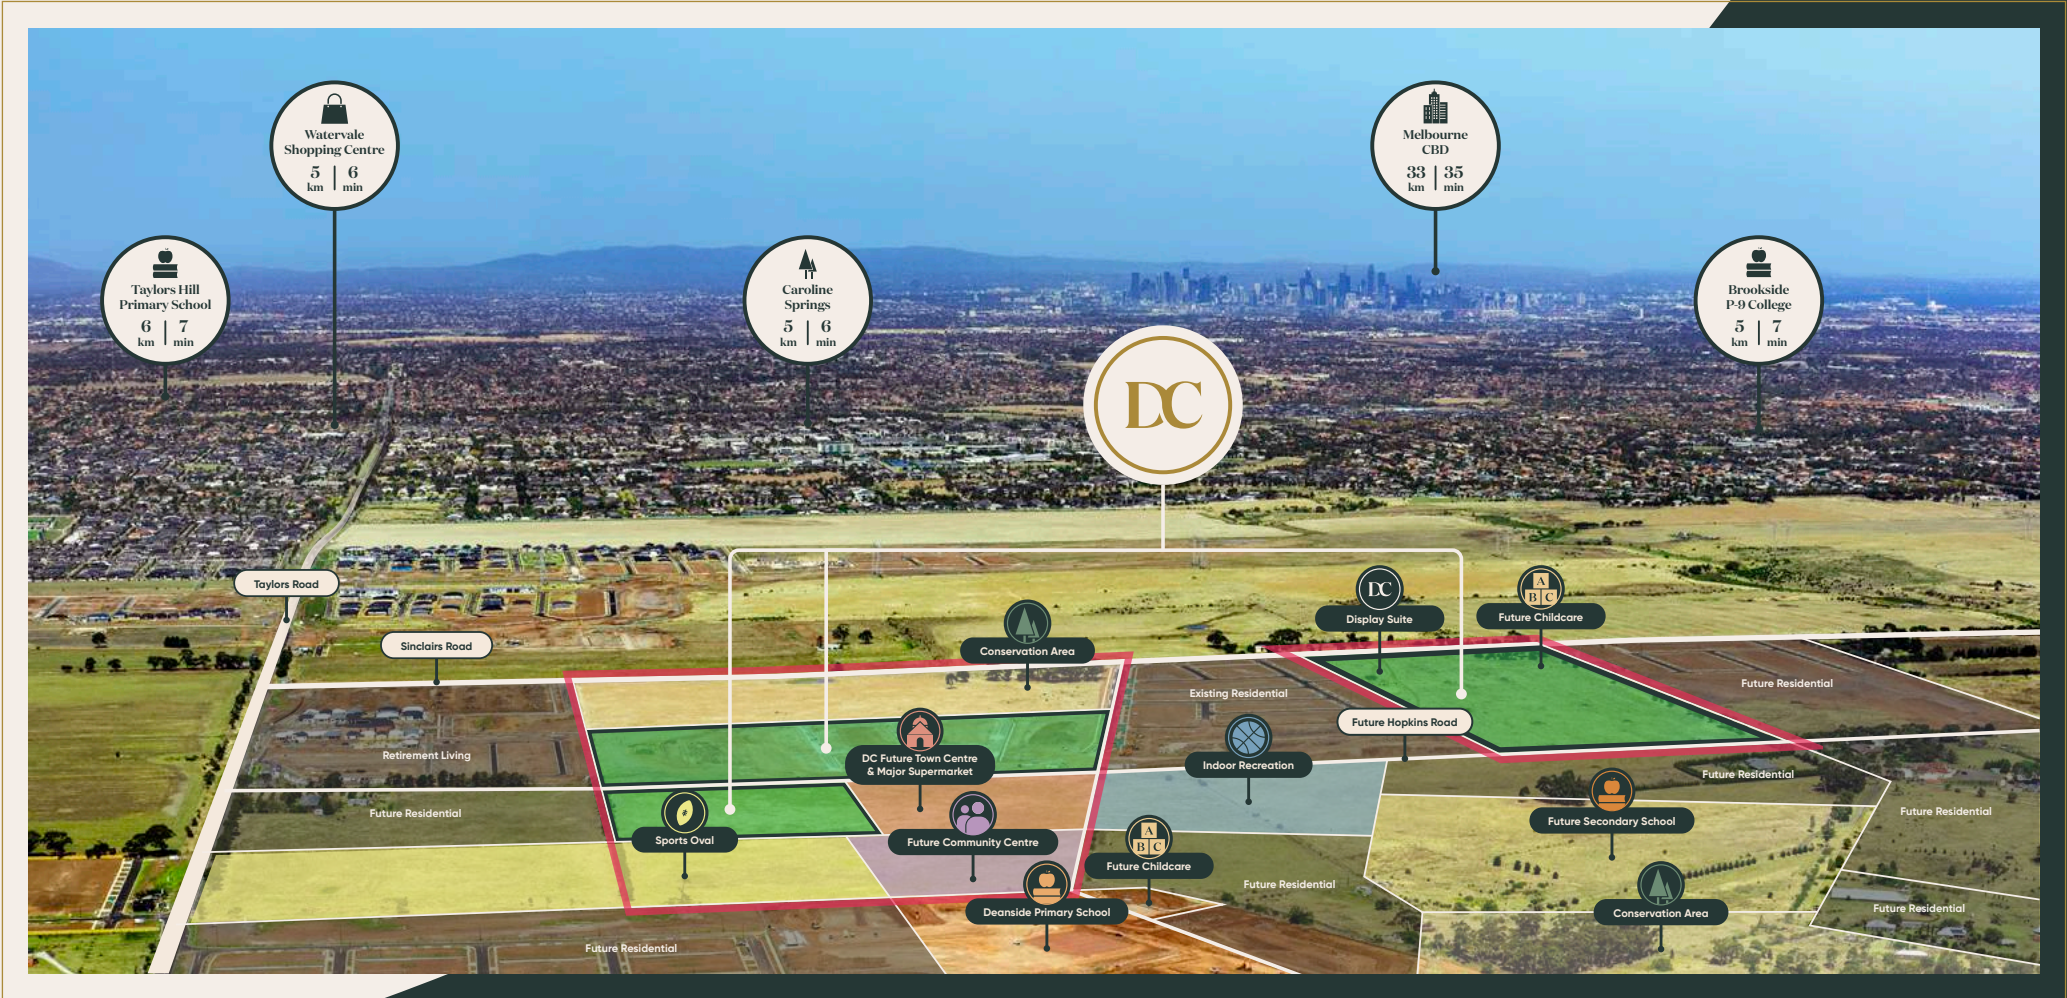 Watervale
Shopping Centre
5 | 6
km | min
Melbourne
CBD
33 | 35
km | min
Taylors Hill
Primary School
6 | 7
km | min
Caroline
Springs
5 | 6
km | min
Brookside
P-9 College
5 | 7
km | min
DC
Taylors Road
Sinclairs Road
Conservation Area
DC
Display Suite
A
B C
Future Childcare
Existing Residential
Future Residential
Future Hopkins Road
Retirement Living
DC Future Town Centre
& Major Supermarket
Indoor Recreation
Future Residential
Future Residential
Future Residential
Sports Oval
Future Community Centre
A
B C
Future Childcare
Future Secondary School
Future Residential
Deanside Primary School
Conservation Area
Future Residential
Future Residential